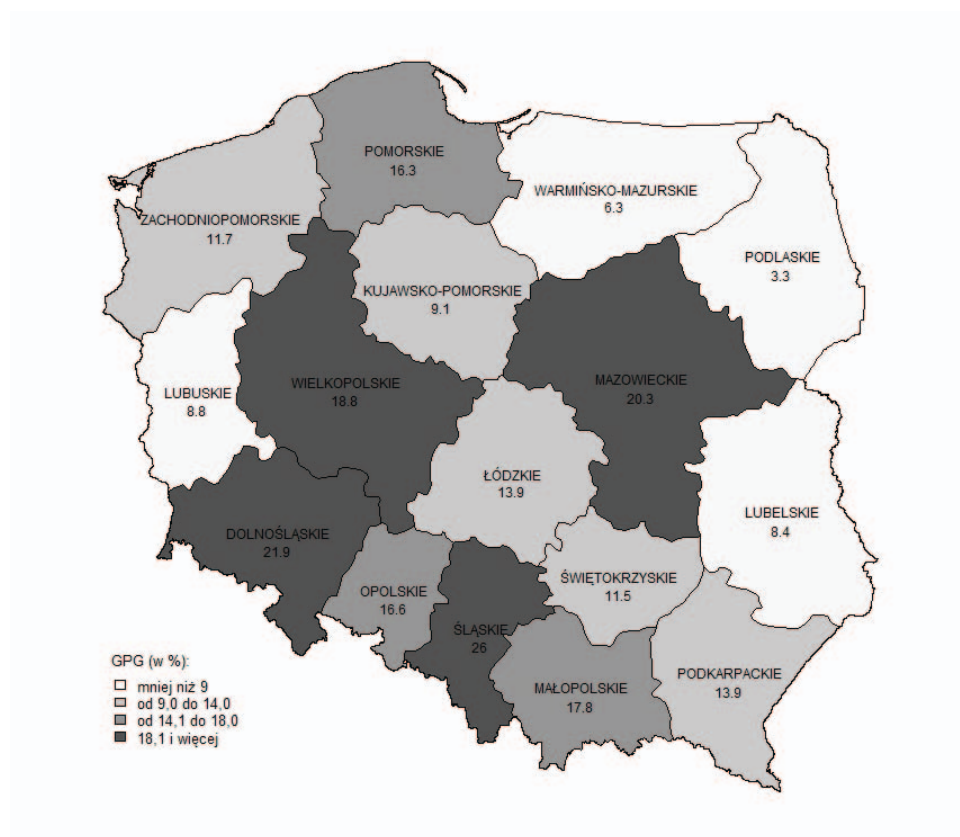 POMORSKIE
16.3
WARMIŃSKO-MAZURSKIE
6.3
ZACHODNIOPOMORSKIE
11.7
PODLASKIE
3.3
KUJAWSKO-POMORSKIE
9.1
WIELKOPOLSKIE
18.8
MAZOWIECKIE
20.3
LUBUSKIE
8.8
ŁÓDZKIE
13.9
LUBELSKIE
8.4
DOLNOŚLĄSKIE
21.9
OPOLSKIE
16.6
ŚWIĘTOKRZYSKIE
11.5
ŚLĄSKIE
26
MAŁOPOLSKIE
17.8
PODKARPACKIE
13.9
GPG (w %):
mniej niż 9
od 9,0 do 14,0
od 14,1 do 18,0
18,1 i więcej